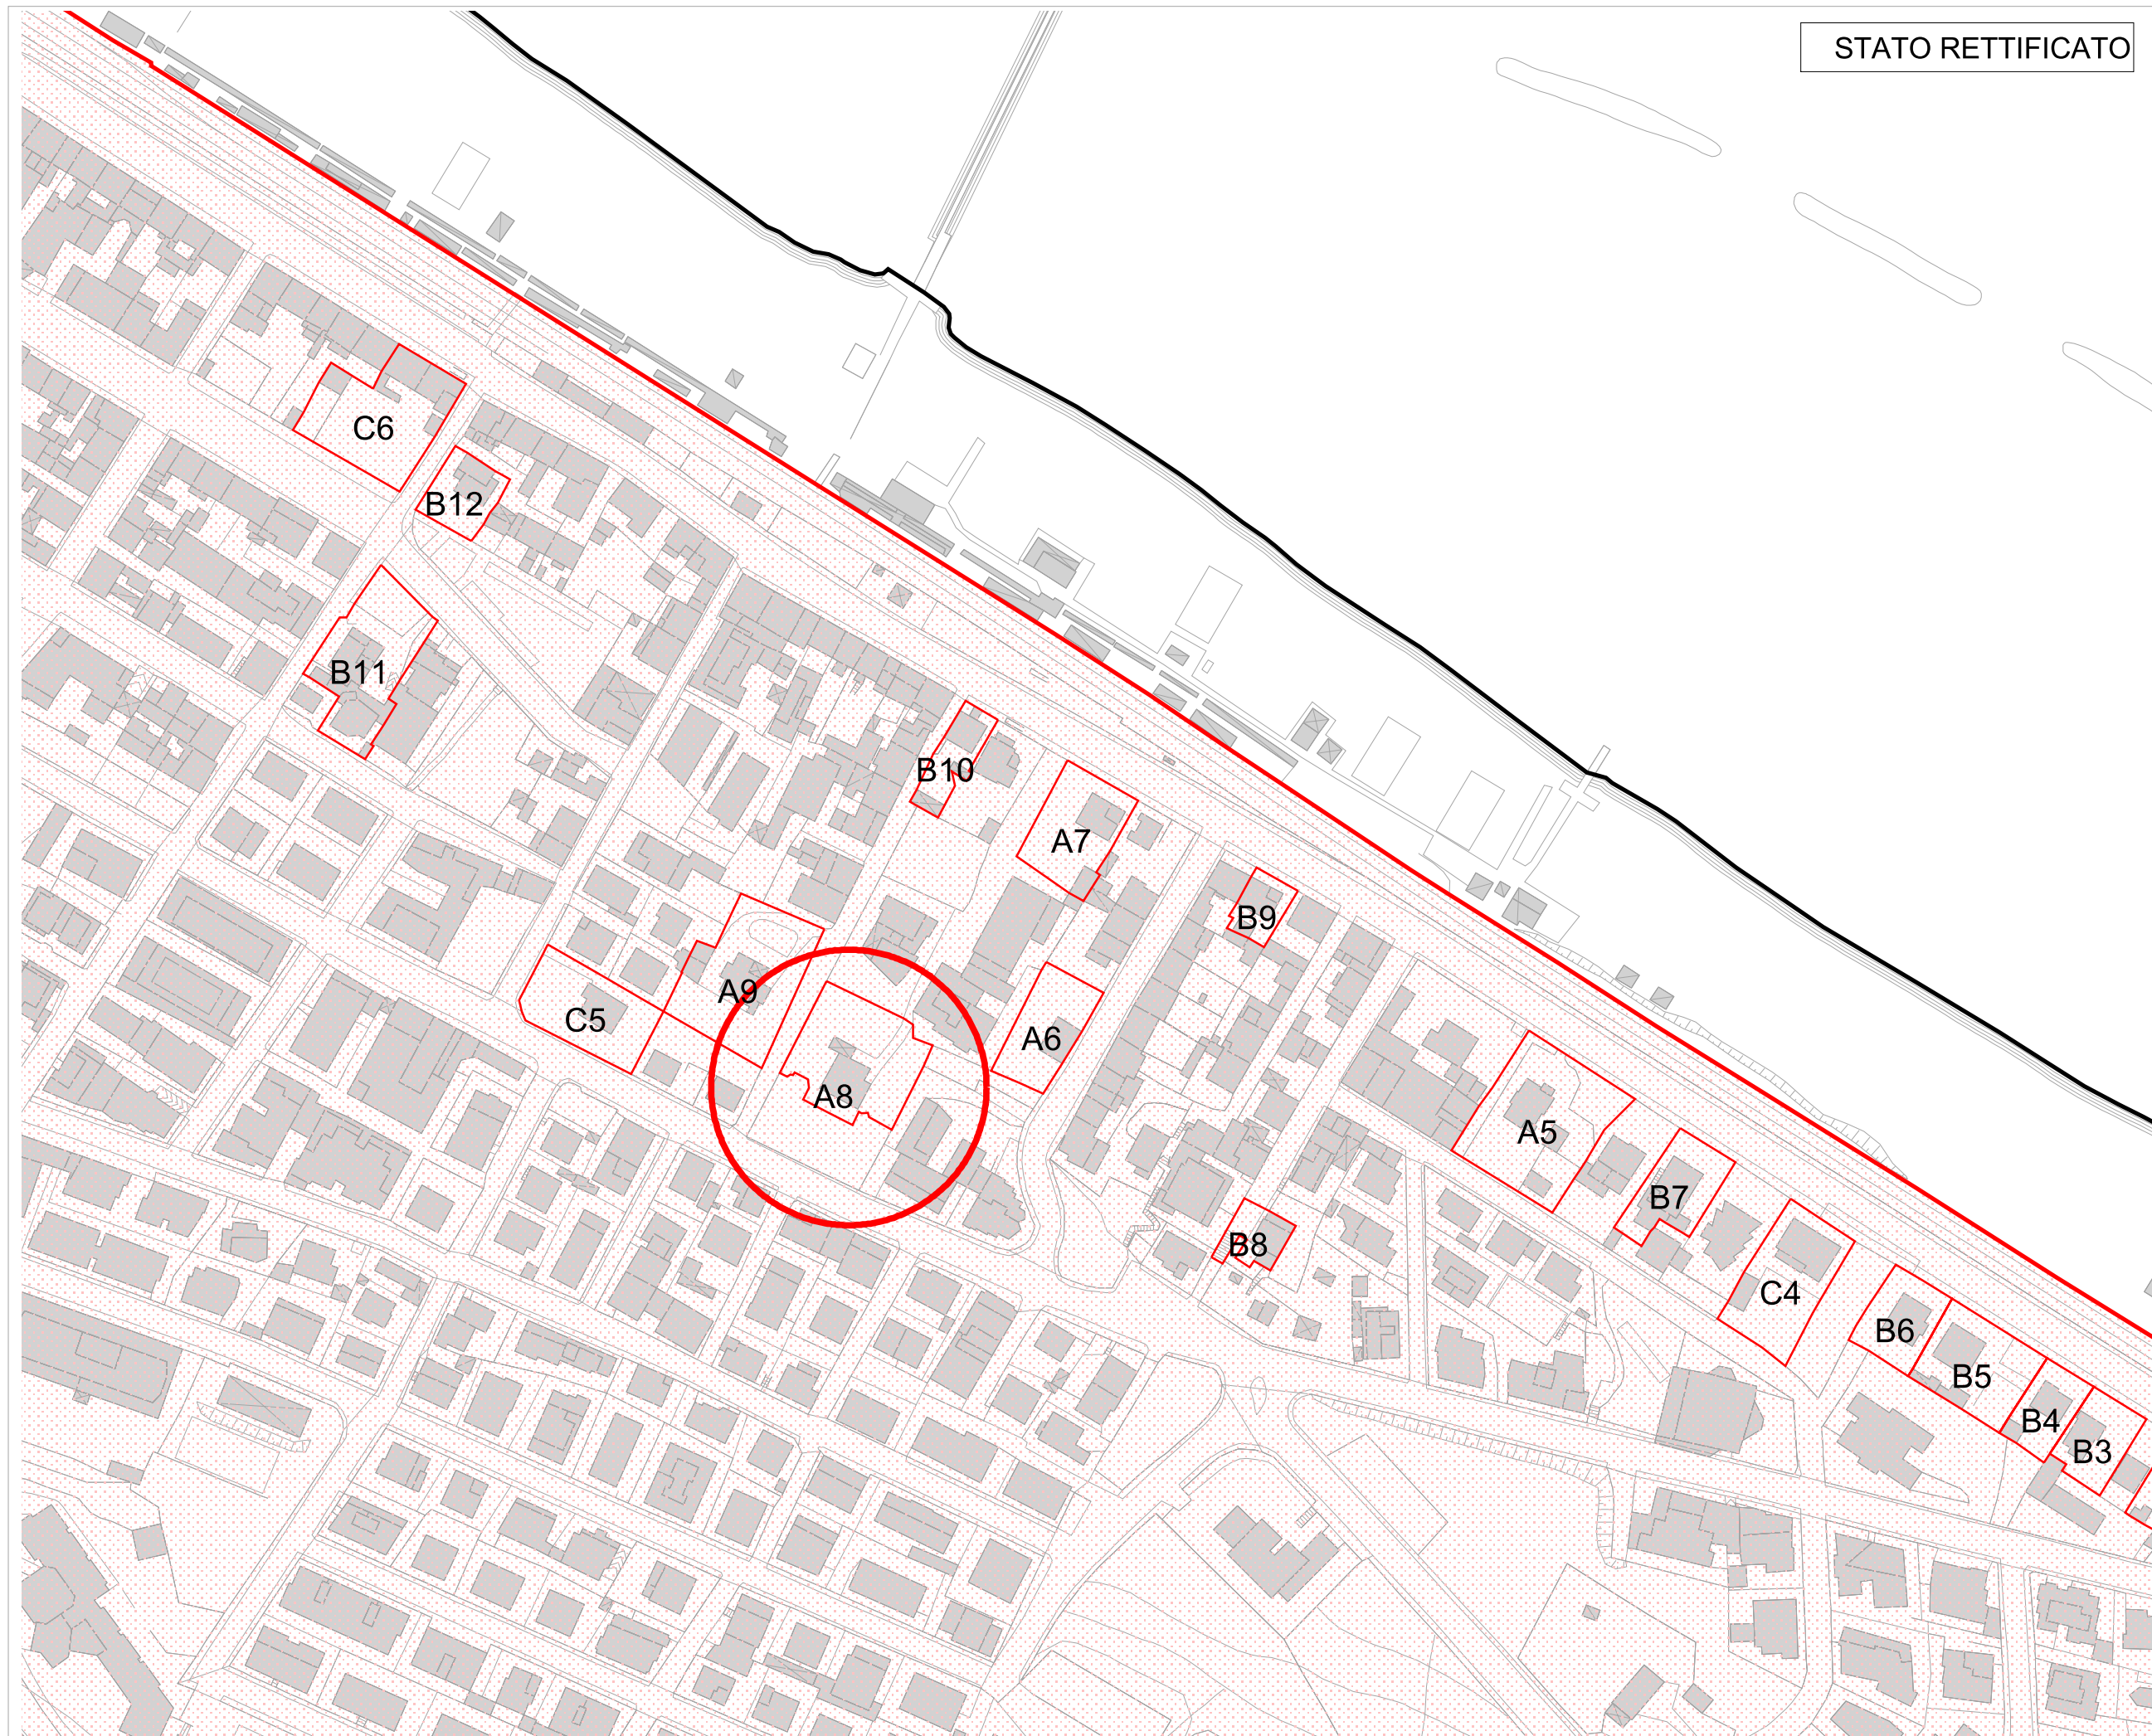 STATO RETTIFICATO
C6
B12
B11
B10
A7
B9
A9
C5
A6
A8
A5
B7
B8
C4
B6
B5
B4
B3